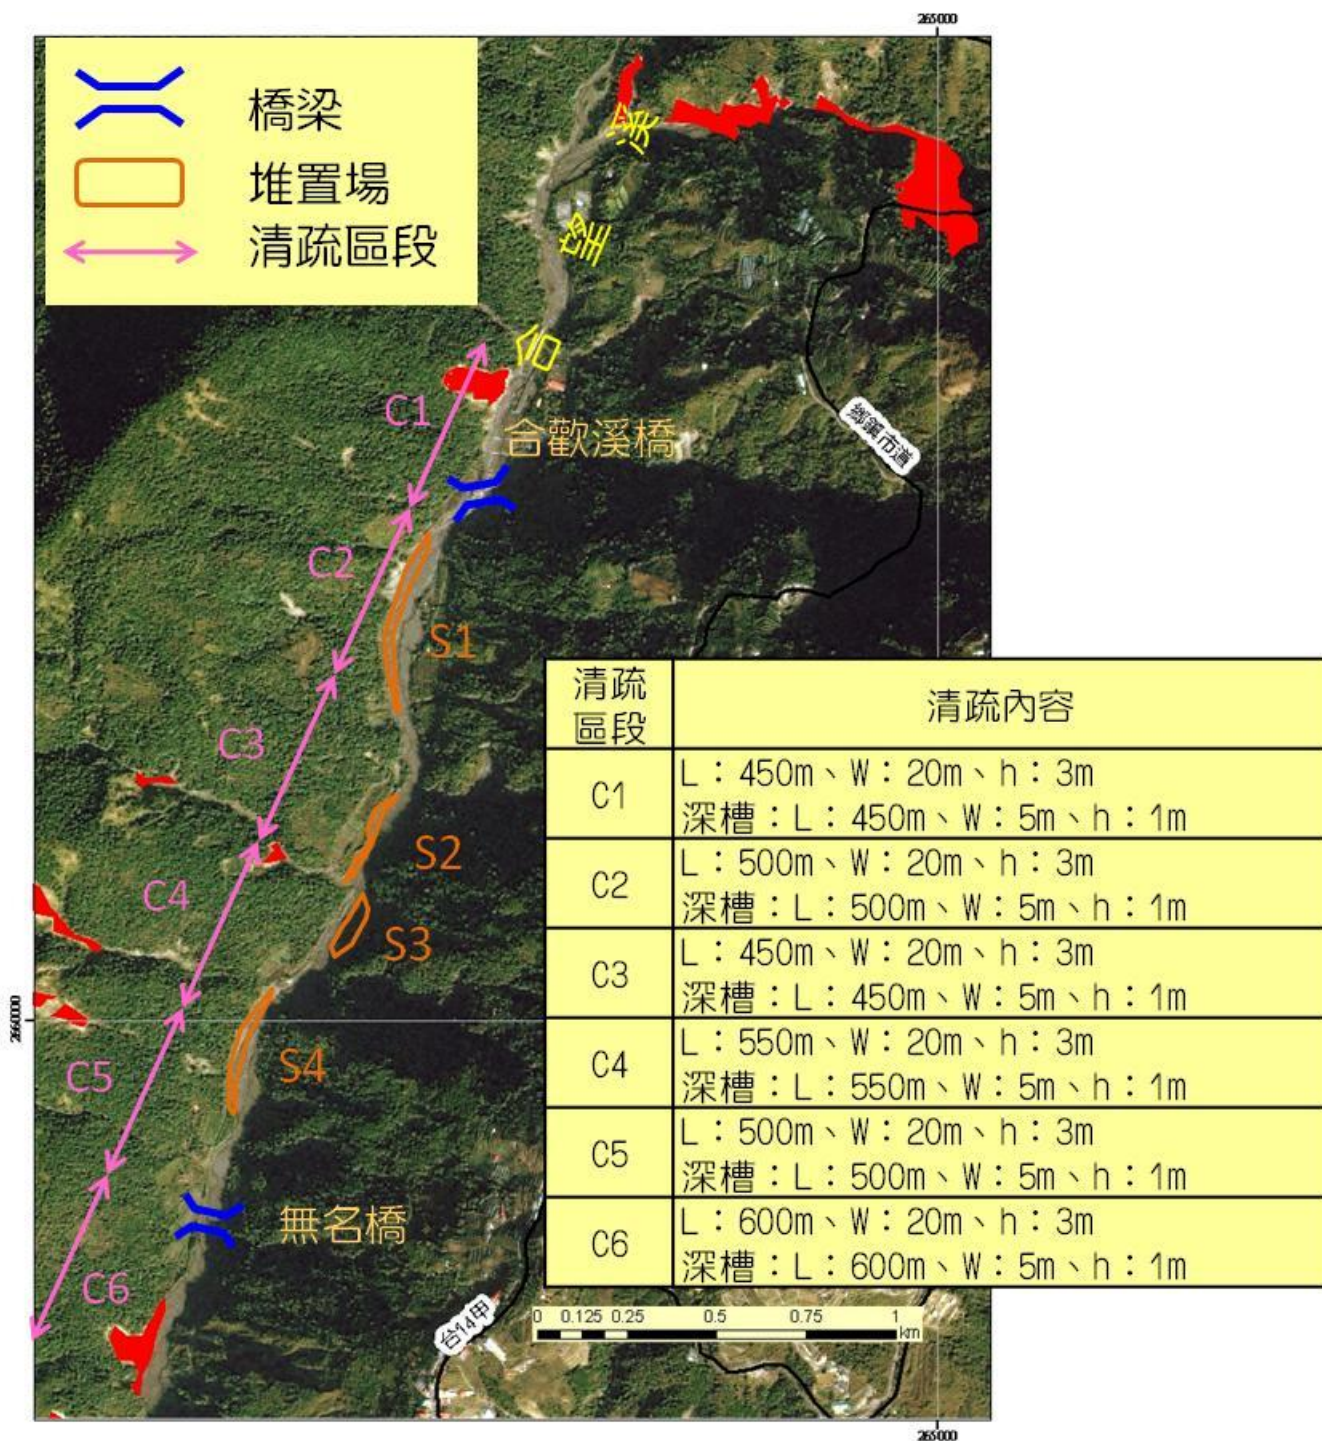 265000
橋梁
堆置場
清疏區段
溪
望
合
C1
合歡溪橋
鄉鎮市道
C2
S1
C3
S2
C4
S3
2660000
C5
S4
無名橋
C6
台14甲
清疏區段 清疏內容
C1 L：450m、W：20m、h：3m
深槽：L：450m、W：5m、h：1m
C2 L：500m、W：20m、h：3m
深槽：L：500m、W：5m、h：1m
C3 L：450m、W：20m、h：3m
深槽：L：450m、W：5m、h：1m
C4 L：550m、W：20m、h：3m
深槽：L：550m、W：5m、h：1m
C5 L：500m、W：20m、h：3m
深槽：L：500m、W：5m、h：1m
C6 L：600m、W：20m、h：3m
深槽：L：600m、W：5m、h：1m
0 0.125 0.25 0.5 0.75 1
km
265000